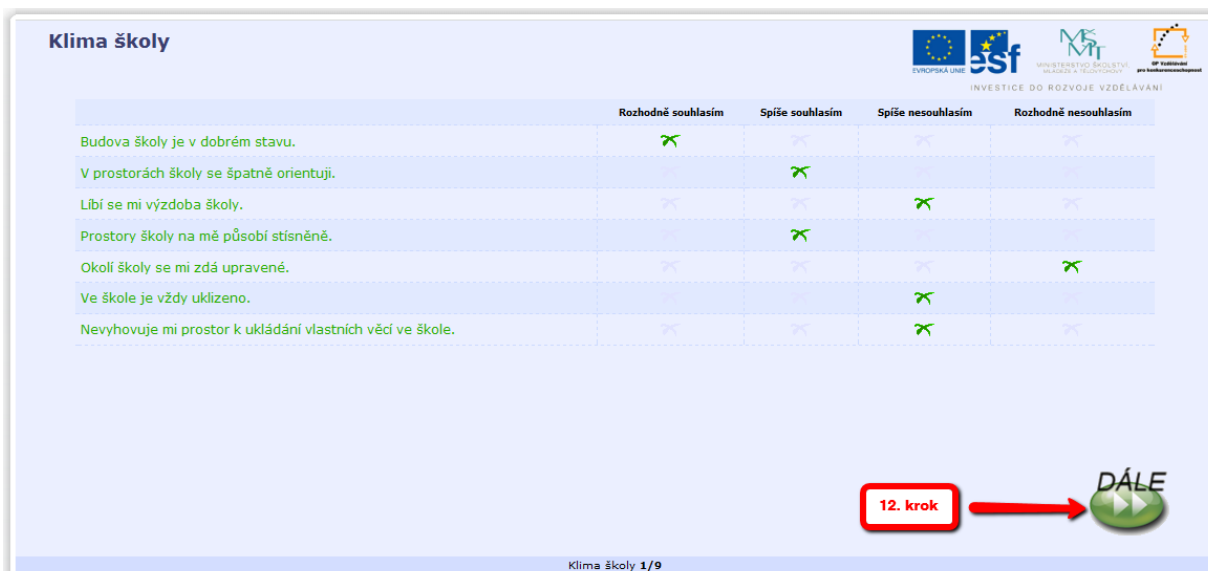 Klima školy
EVROPSKÁ UNIE
esf
MINISTERSTVO ŠKOLSTVÍ,
MLÁDEŽE A TĚLOVÝCHOVY
OP Vzdělávání
pro konkurenceschopnost
INVESTICE DO ROZVOJE VZDĚLÁVÁNÍ
Rozhodně souhlasím Spíše souhlasím Spíše nesouhlasím Rozhodně nesouhlasím
Budova školy je v dobrém stavu.
V prostorách školy se špatně orientuji.
Líbí se mi výzdoba školy.
Prostory školy na mě působí stísněně.
Okolí školy se mi zdá upravené.
Ve škole je vždy uklizeno.
Nevyhovuje mi prostor k ukládání vlastních věcí ve škole.
DÁLE
12. krok
Klima školy 1/9